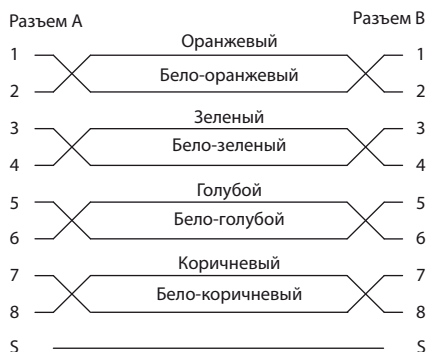 Разъем A Разъем B
Оранжевый
1 1
Бело-оранжевый
2 2
Зеленый
3 3
Бело-зеленый
4 4
Голубой
5 5
Бело-голубой
6 6
Коричневый
7 7
Бело-коричневый
8 8
S S